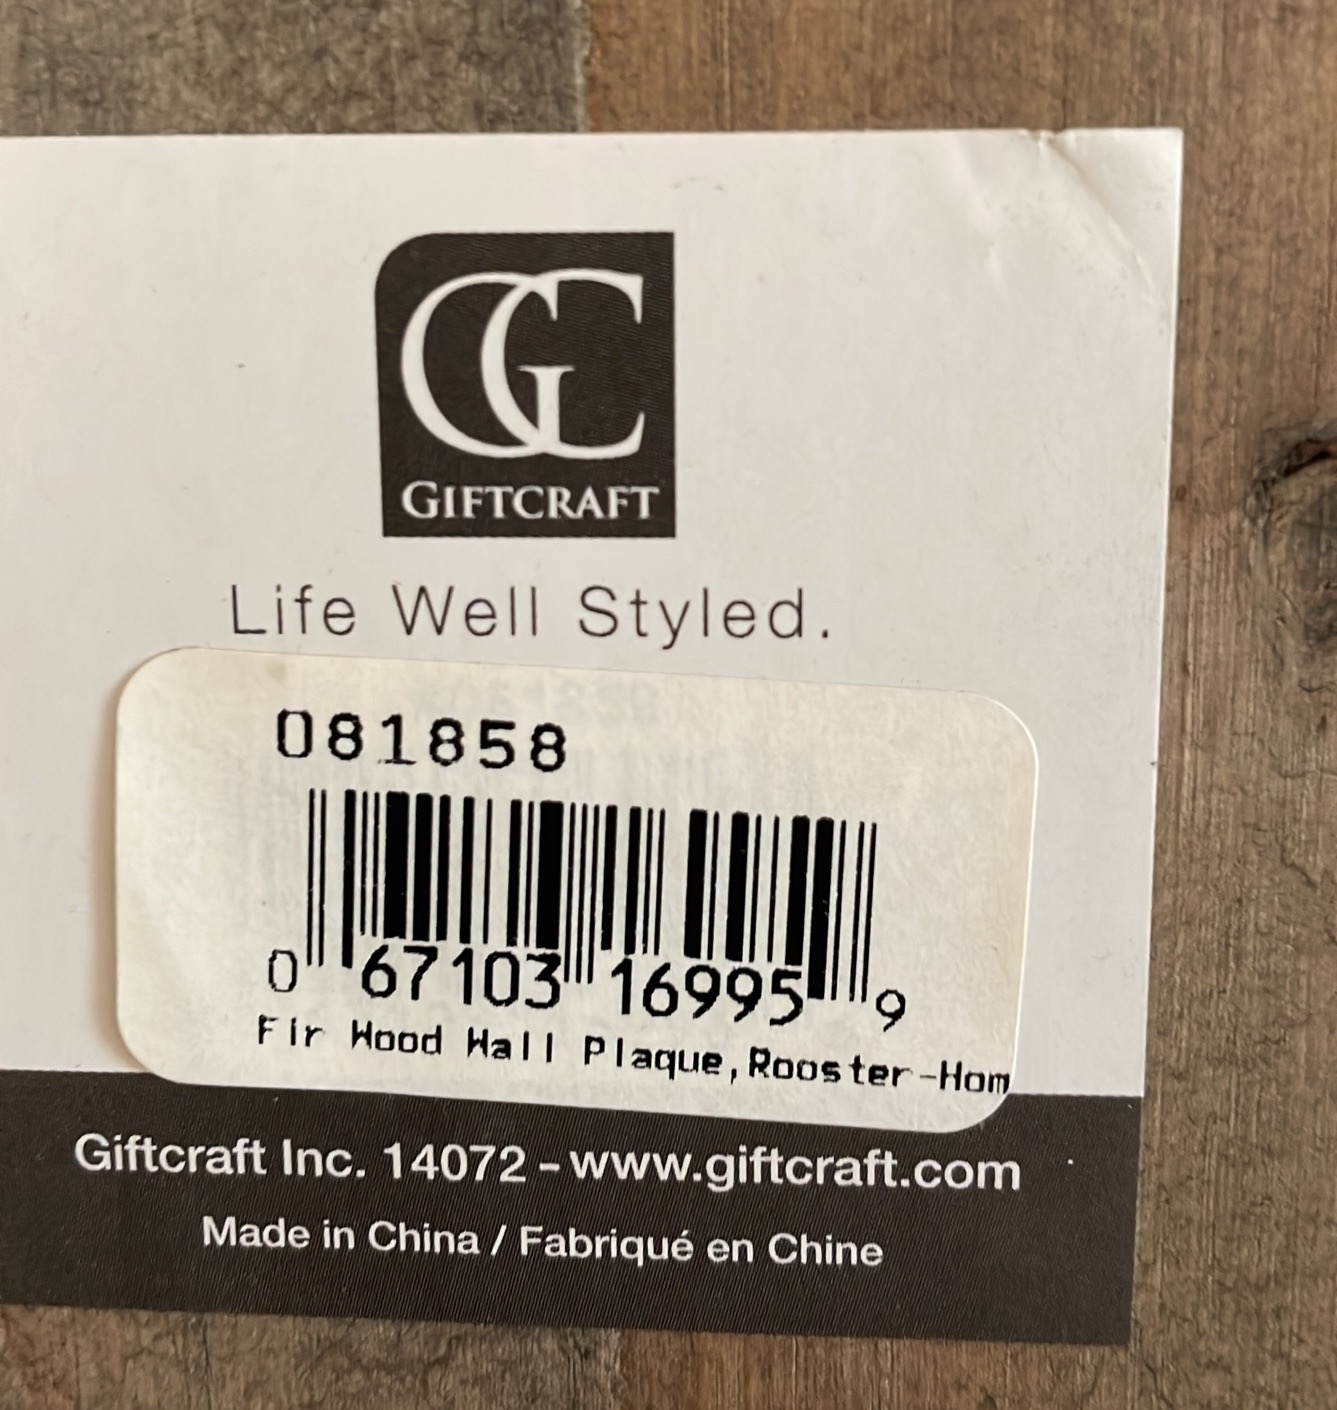 GC
GIFTCRAFT
Life Well Styled.
081858
0 67103 16995 9
Fir Wood Wall Plaque,Rooster-Hom
Giftcraft Inc. 14072 – www.giftcraft.com
Made in China / Fabriqué en Chine